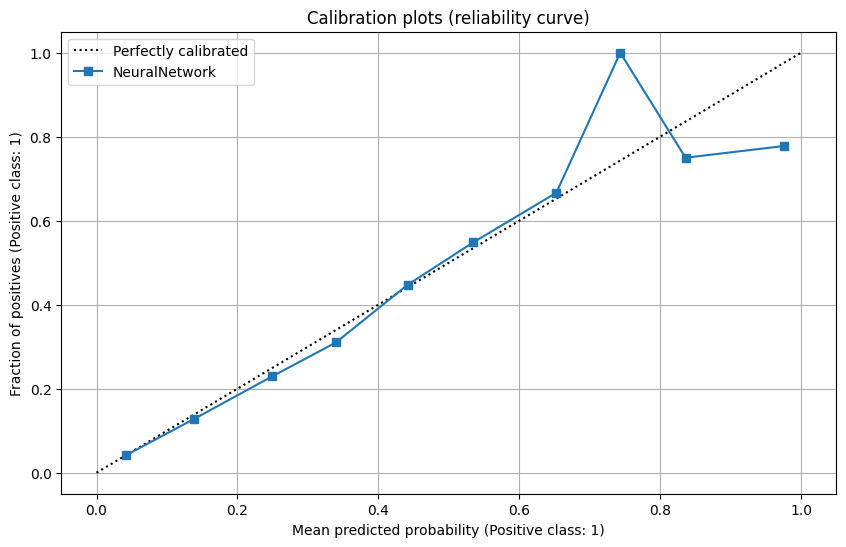 Calibration plots (reliability curve)
Perfectly calibrated
NeuralNetwork
Fraction of positives (Positive class: 1)
1.0
0.8
0.6
0.4
0.2
0.0
0.0 0.2 0.4 0.6 0.8 1.0
Mean predicted probability (Positive class: 1)